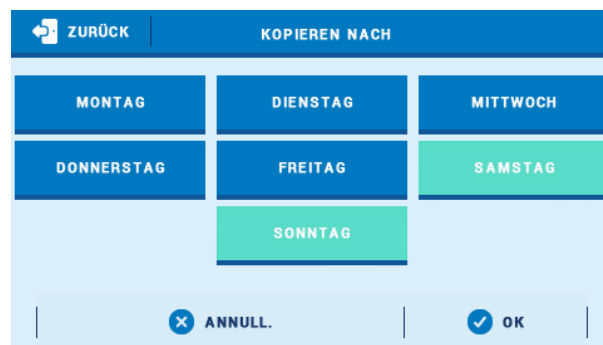 ZURÜCK KOPIEREN NACH
MONTAG DIENSTAG MITTWOCH
DONNERSTAG FREITAG SAMSTAG
SONNTAG
ANNULL. OK